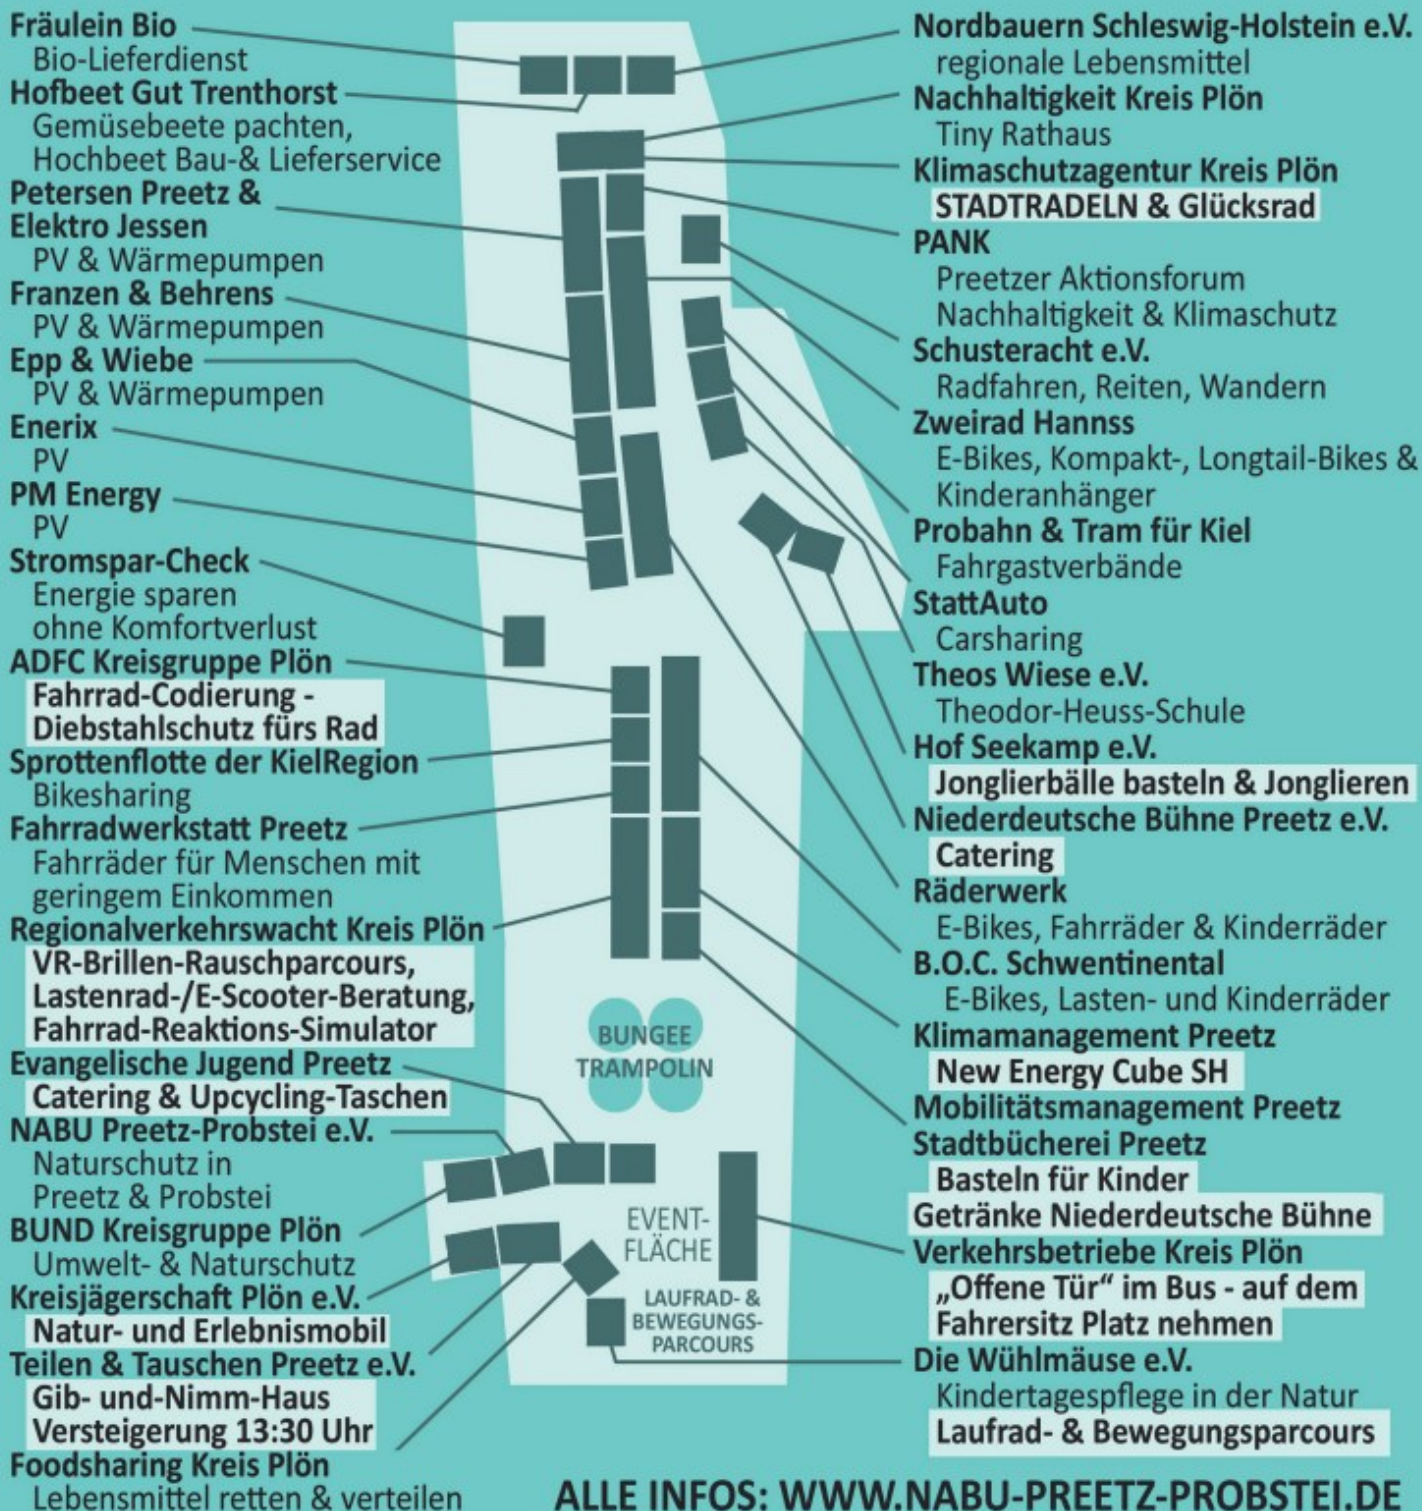 Fräulein Bio
Bio-Lieferdienst
Hofbeet Gut Trenthorst
Gemüsebeete pachten,
Hochbeet Bau-& Lieferservice
Petersen Preetz &
Elektro Jessen
PV & Wärmepumpen
Franzen & Behrens
PV & Wärmepumpen
Epp & Wiebe
PV & Wärmepumpen
Enerix
PV
PM Energy
PV
Stromspar-Check
Energie sparen
ohne Komfortverlust
ADFC Kreisgruppe Plön
Fahrrad-Codierung -
Diebstahlschutz fürs Rad
Sprottenflotte der KielRegion
Bikesharing
Fahrradwerkstatt Preetz
Fahrräder für Menschen mit
geringem Einkommen
Regionalverkehrswacht Kreis Plön
VR-Brillen-Rauschparcours,
Lastenrad-/E-Scooter-Beratung,
Fahrrad-Reaktions-Simulator
Evangelische Jugend Preetz
Catering & Upcycling-Taschen
NABU Preetz-Probstei e.V.
Naturschutz in
Preetz & Probstei
BUND Kreisgruppe Plön
Umwelt- & Naturschutz
Kreisjägerschaft Plön e.V.
Natur- und Erlebnismobil
Teilen & Tauschen Preetz e.V.
Gib- und-Nimm-Haus
Versteigerung 13:30 Uhr
Foodsharing Kreis Plön
Lebensmittel retten & verteilen
BUNGEE
TRAMPOLIN
EVENT-
FLÄCHE
LAUFRAD- &
BEWEGUNGS-
PARCOURS
Nordbauern Schleswig-Holstein e.V.
regionale Lebensmittel
Nachhaltigkeit Kreis Plön
Tiny Rathaus
Klimaschutzagentur Kreis Plön
STADTRADELN & Glücksrad
PANK
Preetzer Aktionsforum
Nachhaltigkeit & Klimaschutz
Schusteracht e.V.
Radfahren, Reiten, Wandern
Zweirad Hannss
E-Bikes, Kompakt-, Longtail-Bikes &
Kinderanhänger
Probahn & Tram für Kiel
Fahrgastverbände
StattAuto
Carsharing
Theos Wiese e.V.
Theodor-Heuss-Schule
Hof Seekamp e.V.
Jonglierbälle basteln & Jonglieren
Niederdeutsche Bühne Preetz e.V.
Catering
Räderwerk
E-Bikes, Fahrräder & Kinderräder
B.O.C. Schwentinental
E-Bikes, Lasten- und Kinderräder
Klimamanagement Preetz
New Energy Cube SH
Mobilitätsmanagement Preetz
Stadtbücherei Preetz
Basteln für Kinder
Getränke Niederdeutsche Bühne
Verkehrsbetriebe Kreis Plön
„Offene Tür“ im Bus - auf dem
Fahrersitz Platz nehmen
Die Wühlmäuse e.V.
Kindertagespflege in der Natur
Laufrad- & Bewegungsparcours
ALLE INFOS: WWW.NABU-PREETZ-PROBSTEI.DE